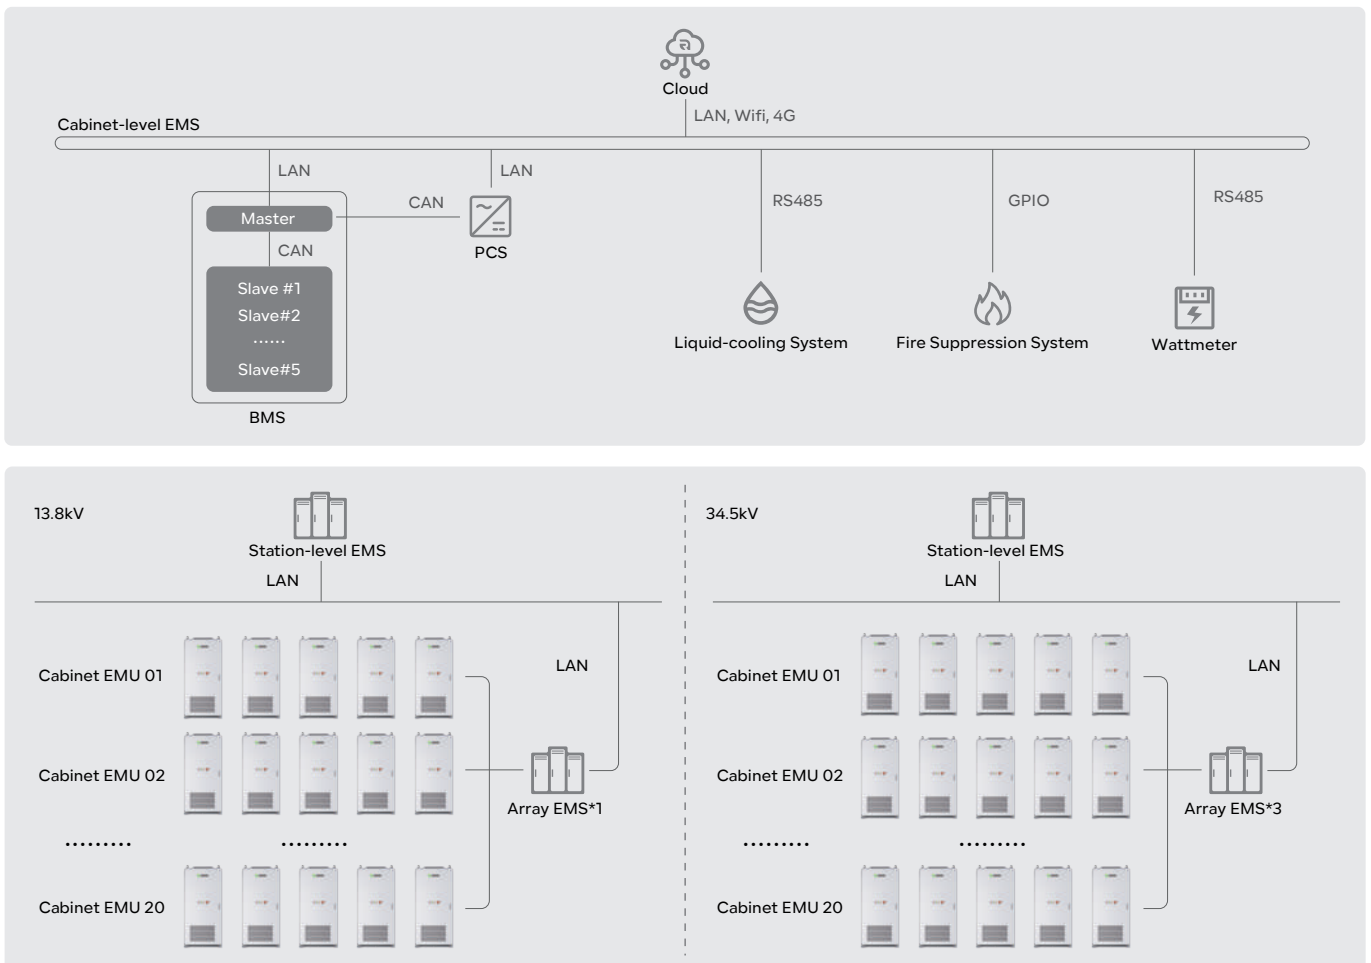 Cloud
LAN, Wifi, 4G
Cabinet-level EMS
LAN
LAN
RS485
GPIO
RS485
CAN
Master
CAN
PCS
Slave #1
Slave#2
......
Slave#5
BMS
Liquid-cooling System
Fire Suppression System
Wattmeter
13.8kV
Station-level EMS
LAN
LAN
Cabinet EMU 01
Cabinet EMU 02
Array EMS*1
......... .........
Cabinet EMU 20
34.5kV
Station-level EMS
LAN
LAN
Cabinet EMU 01
Cabinet EMU 02
Array EMS*3
......... .........
Cabinet EMU 20